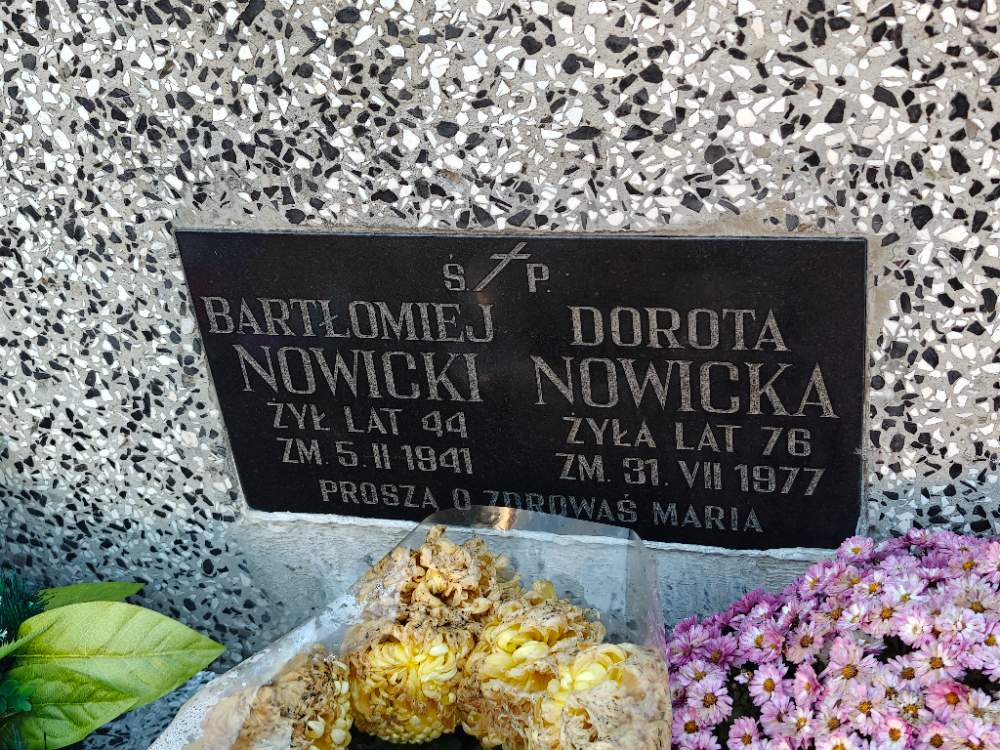 Ś P.
BARTŁOMIEJ
NOWICKI
ŻYŁ LAT 44
ZM. 5. II 1941
DOROTA
NOWICKA
ŻYŁA LAT 76
ZM. 31. VII 1977
PROSZĄ O ZDROWAŚ MARIA